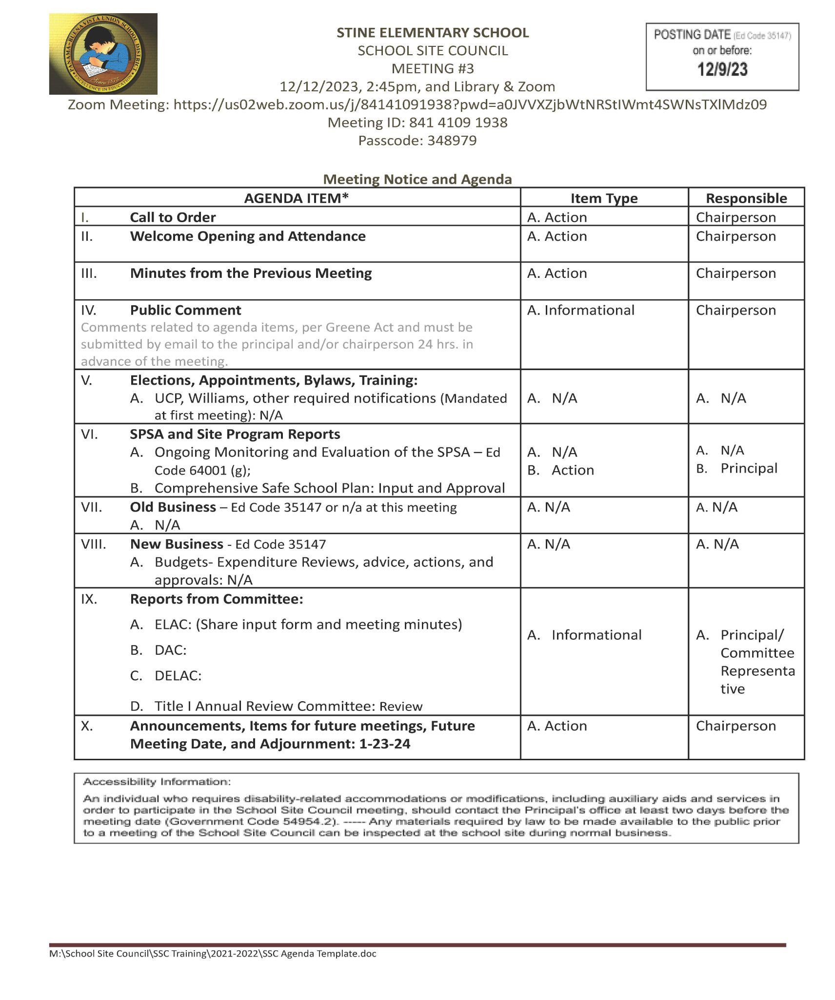 PANAMA-BUENA VISTA UNION SCHOOL DISTRICT
Since 1875
EXCELLENCE IN EDUCATION
STINE ELEMENTARY SCHOOL
SCHOOL SITE COUNCIL
MEETING #3
12/12/2023, 2:45pm, and Library & Zoom
Zoom Meeting: https://us02web.zoom.us/j/84141091938?pwd=a0JVVXZjbWtNRStIWmt4SWNsTXlMdz09
Meeting ID: 841 4109 1938
Passcode: 348979
POSTING DATE (Ed Code 35147)
on or before:
12/9/23
Meeting Notice and Agenda
AGENDA ITEM* Item Type Responsible
I. Call to Order A. Action Chairperson
II. Welcome Opening and Attendance A. Action Chairperson
III. Minutes from the Previous Meeting A. Action Chairperson
IV. Public Comment A. Informational Chairperson
Comments related to agenda items, per Greene Act and must be
submitted by email to the principal and/or chairperson 24 hrs. in
advance of the meeting.
V. Elections, Appointments, Bylaws, Training:
A. UCP, Williams, other required notifications (Mandated A. N/A A. N/A
at first meeting): N/A
VI. SPSA and Site Program Reports
A. Ongoing Monitoring and Evaluation of the SPSA – Ed A. N/A A. N/A
Code 64001 (g); B. Action B. Principal
B. Comprehensive Safe School Plan: Input and Approval
VII. Old Business – Ed Code 35147 or n/a at this meeting A. N/A A. N/A
A. N/A
VIII. New Business - Ed Code 35147 A. N/A A. N/A
A. Budgets- Expenditure Reviews, advice, actions, and
approvals: N/A
IX. Reports from Committee:
A. ELAC: (Share input form and meeting minutes)
B. DAC:
C. DELAC:
D. Title I Annual Review Committee: Review
A. Informational
A. Principal/
Committee
Representa
tive
X. Announcements, Items for future meetings, Future A. Action Chairperson
Meeting Date, and Adjournment: 1-23-24
Accessibility Information:
An individual who requires disability-related accommodations or modifications, including auxiliary aids and services in
order to participate in the School Site Council meeting, should contact the Principal's office at least two days before the
meeting date (Government Code 54954.2). ----- Any materials required by law to be made available to the public prior
to a meeting of the School Site Council can be inspected at the school site during normal business.
M:\School Site Council\SSC Training\2021-2022\SSC Agenda Template.doc